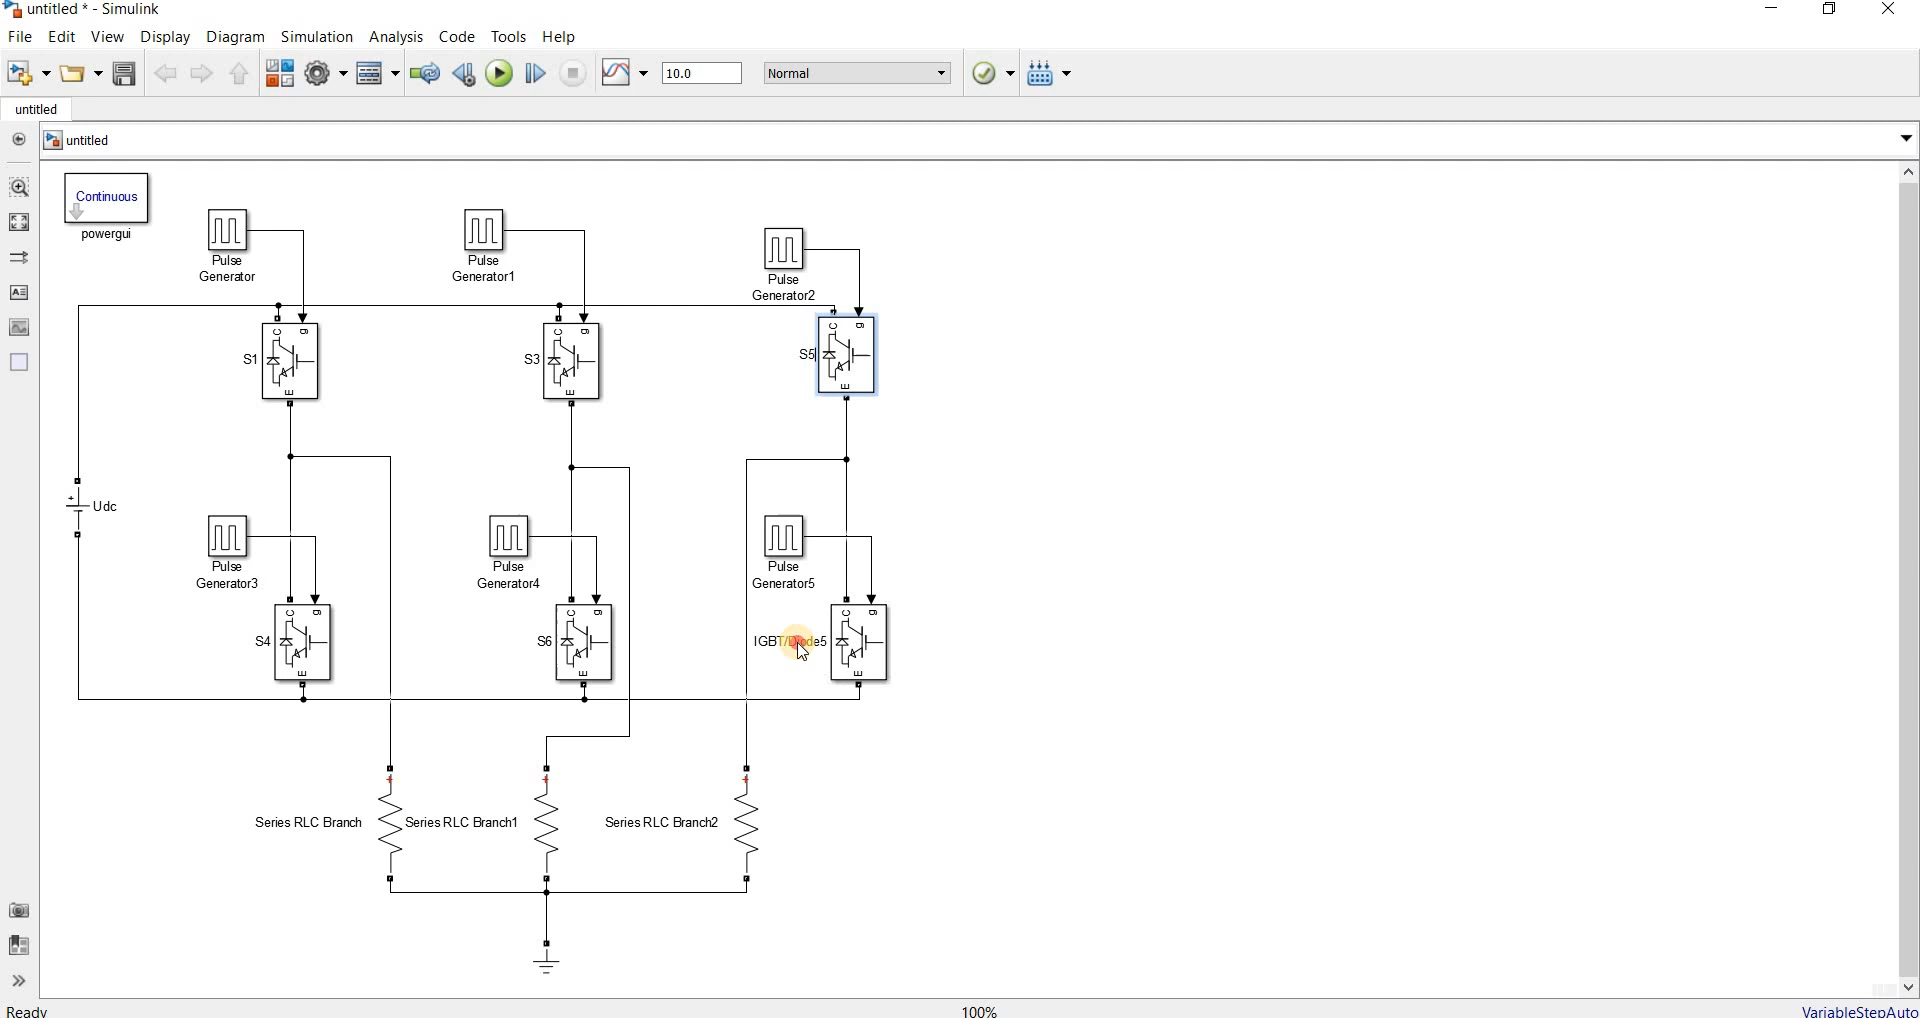 untitled * - Simulink
File Edit View Display Diagram Simulation Analysis Code Tools Help
10.0
Normal
untitled
untitled
Continuous
powergui
Pulse
Generator
Pulse
Generator1
Pulse
Generator2
C g
S1
E
C g
S3
E
C g
S5
E
+
Udc
Pulse
Generator3
Pulse
Generator4
Pulse
Generator5
C g
S4
E
C g
S6
E
C g
IGBT/Diode5
E
+
+
+
Series RLC Branch
Series RLC Branch1
Series RLC Branch2
Ready
100%
VariableStepAuto